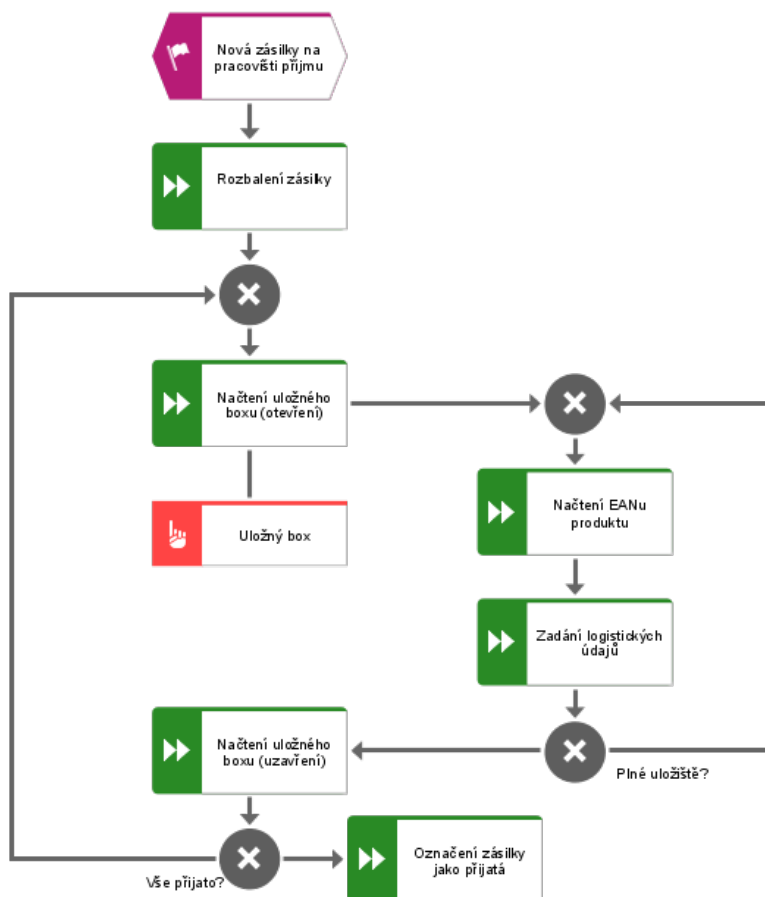 Nová zásilky na
pracovišti příjmu
Rozbalení zásilky
Načtení uložného
boxu (otevření)
Uložný box
Načtení EANu
produktu
Zadání logistických
údajů
Plné uložiště?
Načtení uložného
boxu (uzavření)
Vše přijato?
Označení zásilky
jako přijatá